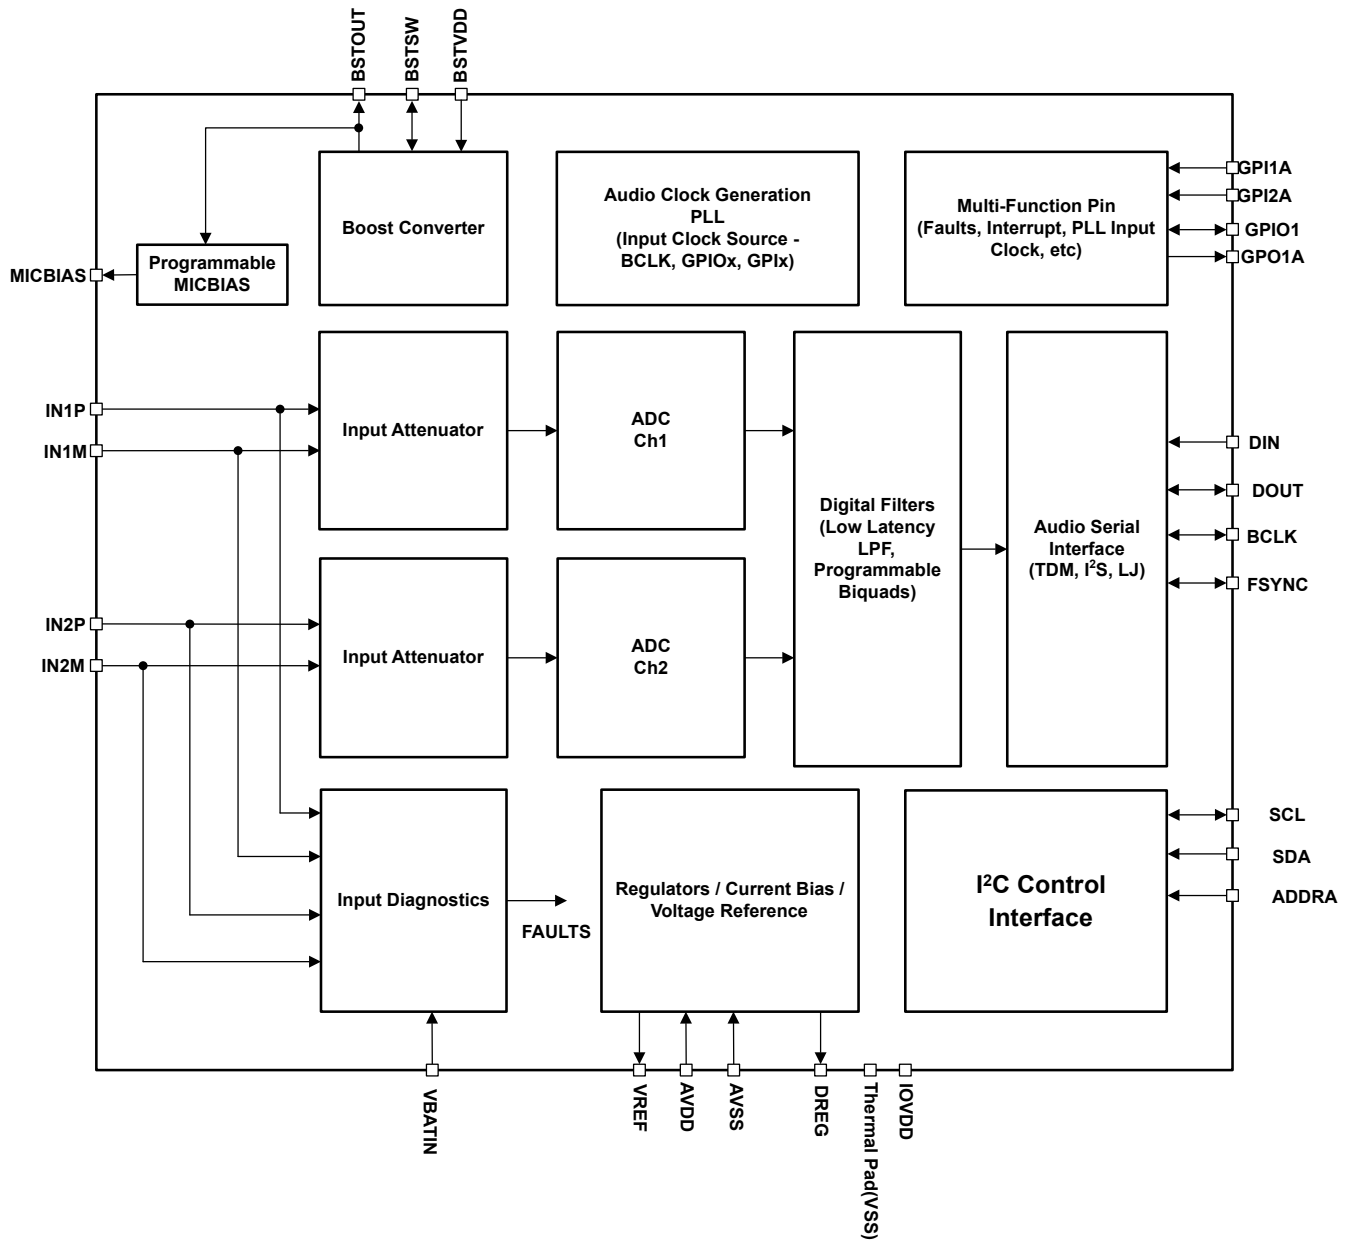 BSTOUT
BSTSW
BSTVDD
Boost Converter
Audio Clock Generation
PLL
(Input Clock Source -
BCLK, GPIOx, GPIx)
Multi-Function Pin
(Faults, Interrupt, PLL Input
Clock, etc)
GPI1A
GPI2A
GPIO1
GPO1A
MICBIAS
Programmable
MICBIAS
IN1P
IN1M
Input Attenuator
ADC
Ch1
IN2P
IN2M
Input Attenuator
ADC
Ch2
Digital Filters
(Low Latency
LPF,
Programmable
Biquads)
Audio Serial
Interface
(TDM, I²S, LJ)
DIN
DOUT
BCLK
FSYNC
Input Diagnostics
FAULTS
Regulators / Current Bias /
Voltage Reference
I²C Control
Interface
SCL
SDA
ADDRA
VBATIN
VREF
AVDD
AVSS
DREG
Thermal Pad(VSS)
IOVDD